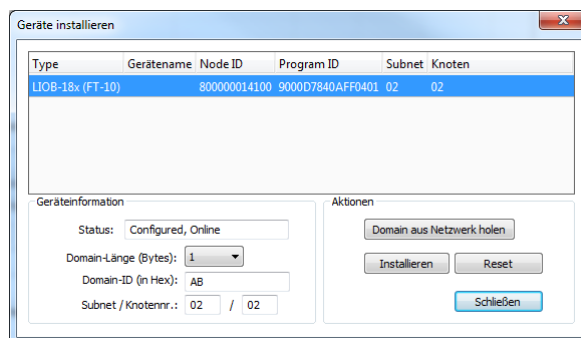 Geräte installieren
Type Gerätename Node ID Program ID Subnet Knoten
LIOB-18x (FT-10) 800000014100 9000D7840AFF0401 02 02
Geräteinformation
Status: Configured, Online
Domain-Länge (Bytes): 1
Domain-ID (in Hex): AB
Subnet / Knotennr.: 02 / 02
Aktionen
Domain aus Netzwerk holen
Installieren Reset
Schließen